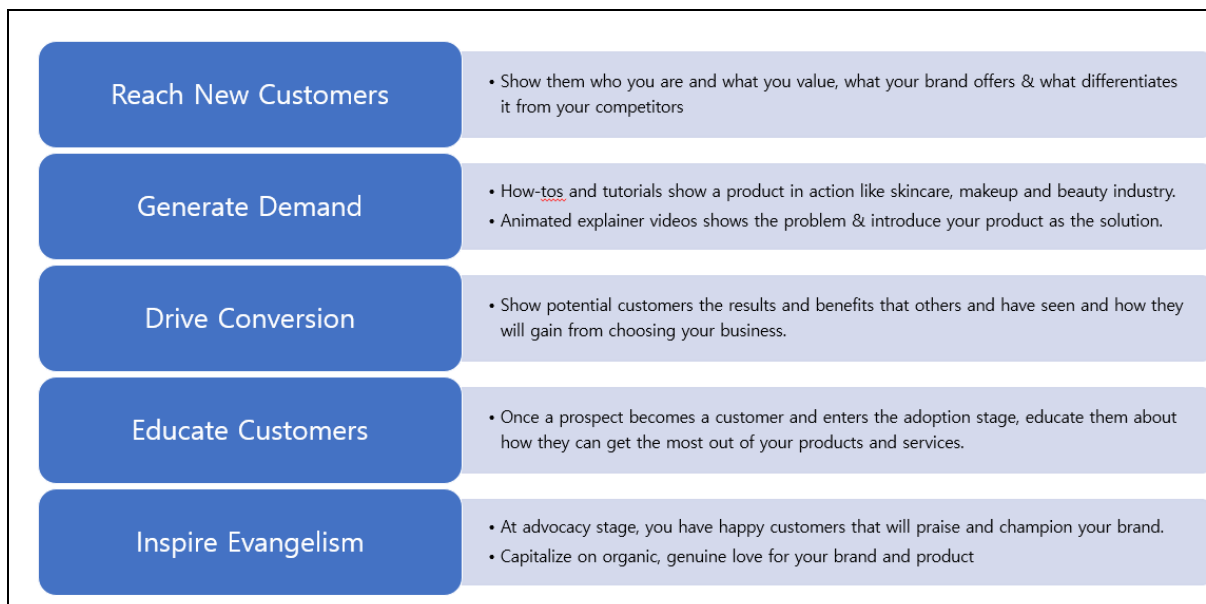 Reach New Customers
• Show them who you are and what you value, what your brand offers & what differentiates
it from your competitors
Generate Demand
• How-tos and tutorials show a product in action like skincare, makeup and beauty industry.
• Animated explainer videos shows the problem & introduce your product as the solution.
Drive Conversion
• Show potential customers the results and benefits that others and have seen and how they
will gain from choosing your business.
Educate Customers
• Once a prospect becomes a customer and enters the adoption stage, educate them about
how they can get the most out of your products and services.
Inspire Evangelism
• At advocacy stage, you have happy customers that will praise and champion your brand.
• Capitalize on organic, genuine love for your brand and product